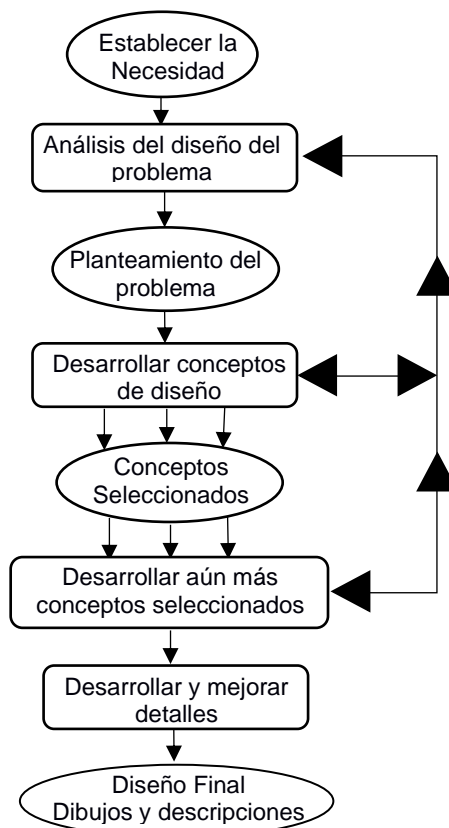 Establecer la
Necesidad
Análisis del diseño del
problema
Planteamiento del
problema
Desarrollar conceptos
de diseño
Conceptos
Seleccionados
Desarrollar aún más
conceptos seleccionados
Desarrollar y mejorar
detalles
Diseño Final
Dibujos y descripciones